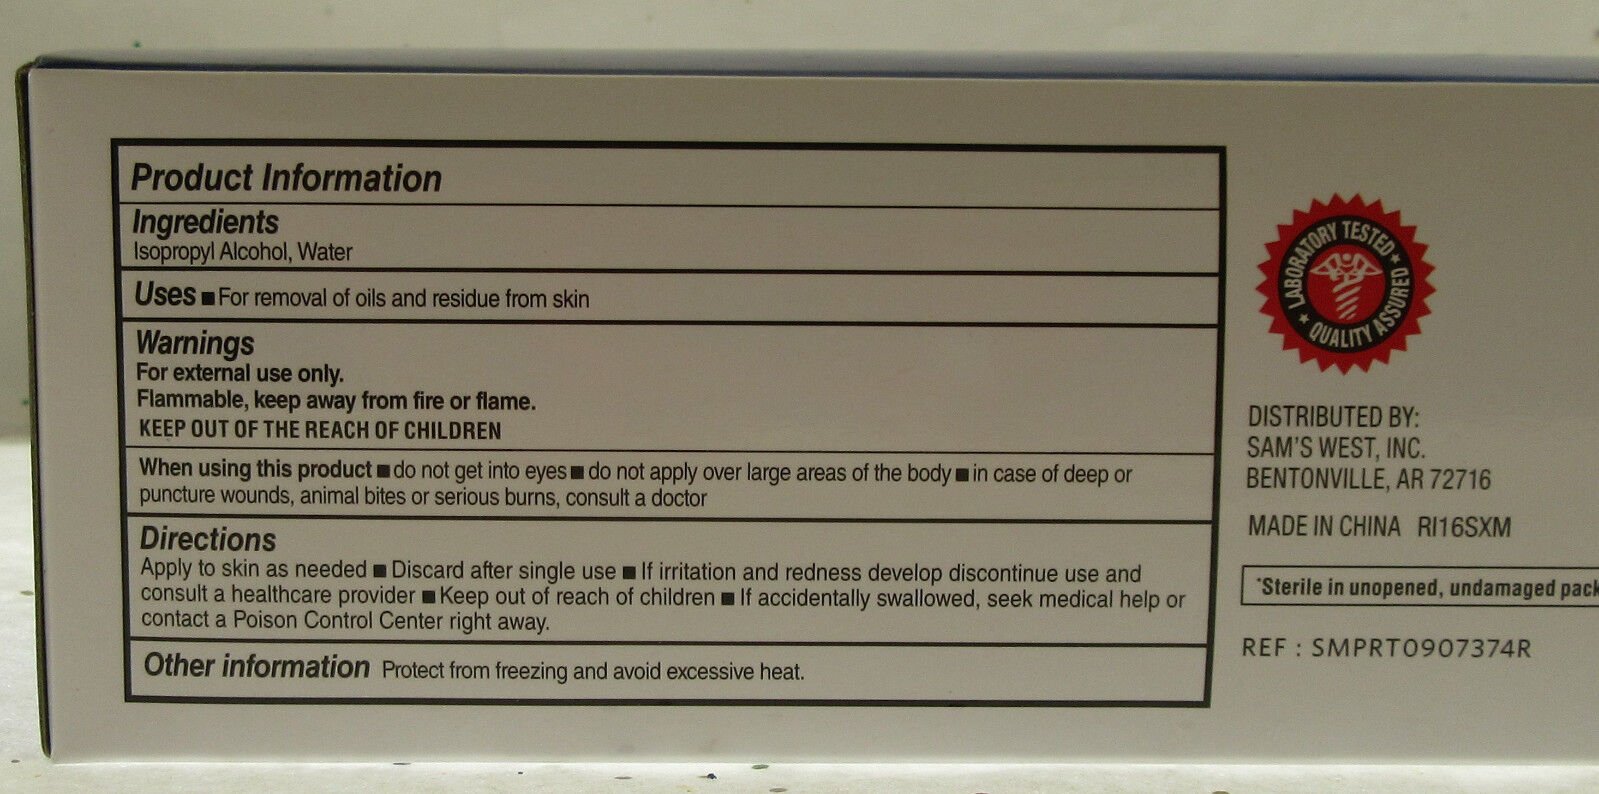 Product Information
Ingredients
Isopropyl Alcohol, Water
Uses ■ For removal of oils and residue from skin
Warnings
For external use only.
Flammable, keep away from fire or flame.
KEEP OUT OF THE REACH OF CHILDREN
When using this product ■ do not get into eyes ■ do not apply over large areas of the body ■ in case of deep or
puncture wounds, animal bites or serious burns, consult a doctor
Directions
Apply to skin as needed ■ Discard after single use ■ If irritation and redness develop discontinue use and
consult a healthcare provider ■ Keep out of reach of children ■ If accidentally swallowed, seek medical help or
contact a Poison Control Center right away.
Other information Protect from freezing and avoid excessive heat.
LABORATORY TESTED
QUALITY ASSURED
DISTRIBUTED BY:
SAM'S WEST, INC.
BENTONVILLE, AR 72716
MADE IN CHINA RI16SXM
*Sterile in unopened, undamaged pack
REF : SMPRT0907374R